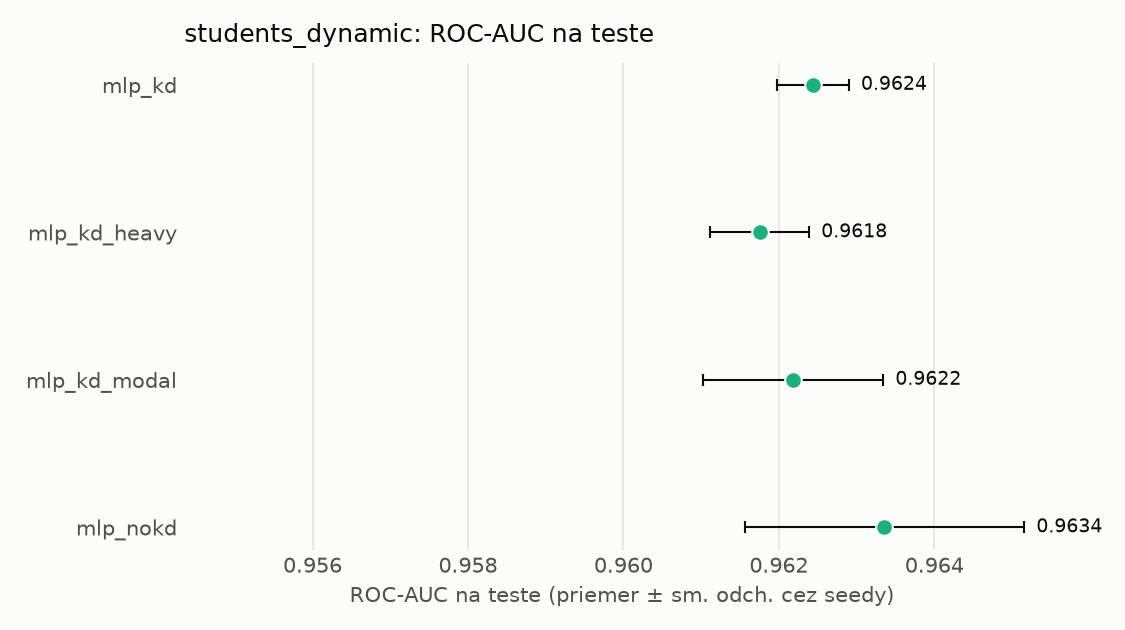 students_dynamic: ROC-AUC na teste
mlp_kd
0.9624
mlp_kd_heavy
0.9618
mlp_kd_modal
0.9622
mlp_nokd
0.9634
0.956
0.958
0.960
0.962
0.964
ROC-AUC na teste (priemer ± sm. odch. cez seedy)